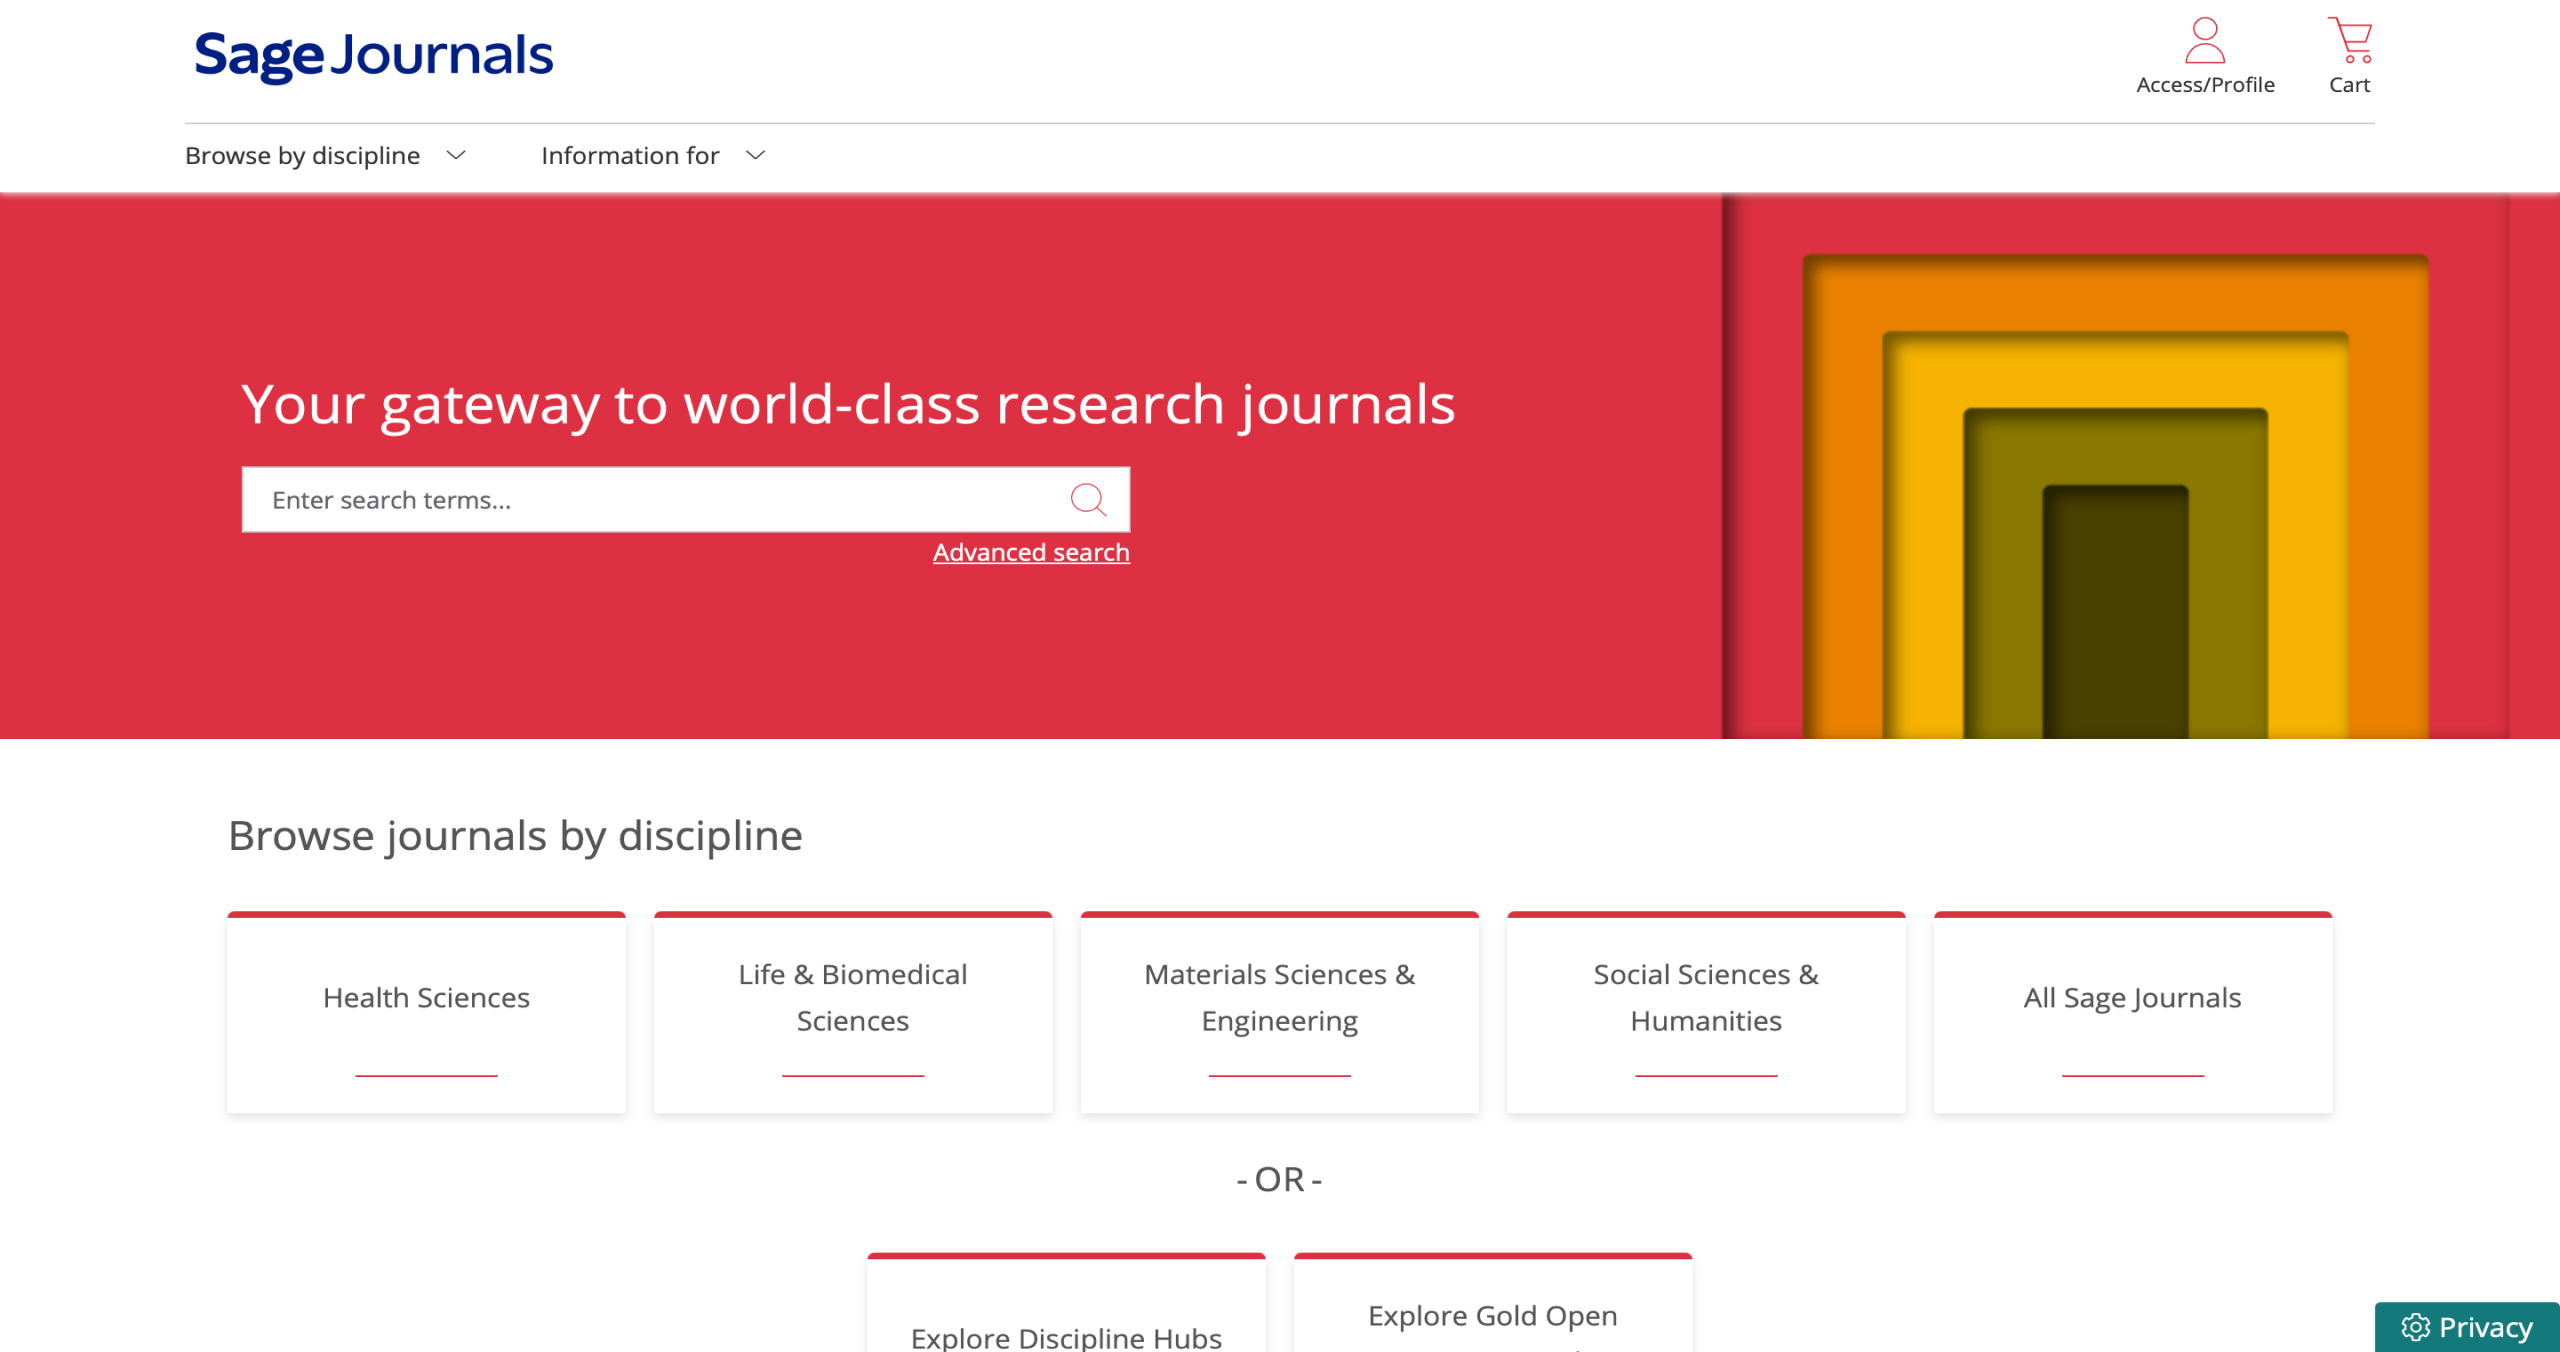 Sage Journals
Access/Profile
Cart
Browse by discipline
Information for
Your gateway to world-class research journals
Enter search terms...
Advanced search
Browse journals by discipline
Health Sciences
Life & Biomedical
Sciences
Materials Sciences &
Engineering
Social Sciences &
Humanities
All Sage Journals
- OR -
Explore Discipline Hubs
Explore Gold Open
Privacy